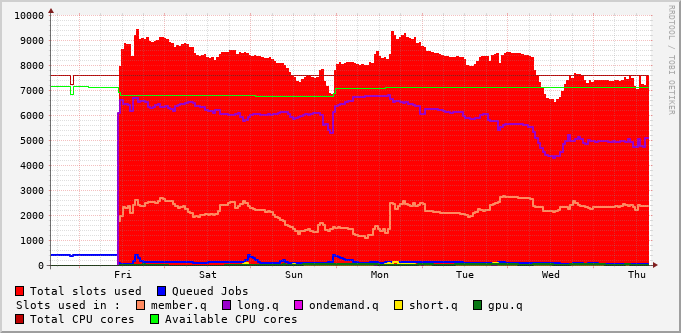 10000
9000
8000
7000
6000
5000
4000
3000
2000
1000
0
Fri Sat Sun Mon Tue Wed Thu
RRDTOOL / TOBI OETIKER
Total slots used Queued Jobs
Slots used in : member.q long.q ondemand.q short.q gpu.q
Total CPU cores Available CPU cores